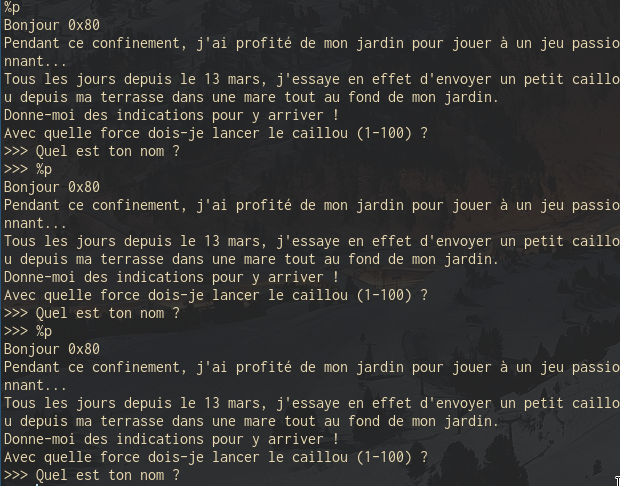 %p
Bonjour 0x80
Pendant ce confinement, j'ai profité de mon jardin pour jouer à un jeu passio
nnant...
Tous les jours depuis le 13 mars, j'essaye en effet d'envoyer un petit caillo
u depuis ma terrasse dans une mare tout au fond de mon jardin.
Donne-moi des indications pour y arriver !
Avec quelle force dois-je lancer le caillou (1-100) ?
>>> Quel est ton nom ?
>>> %p
Bonjour 0x80
Pendant ce confinement, j'ai profité de mon jardin pour jouer à un jeu passio
nnant...
Tous les jours depuis le 13 mars, j'essaye en effet d'envoyer un petit caillo
u depuis ma terrasse dans une mare tout au fond de mon jardin.
Donne-moi des indications pour y arriver !
Avec quelle force dois-je lancer le caillou (1-100) ?
>>> Quel est ton nom ?
>>> %p
Bonjour 0x80
Pendant ce confinement, j'ai profité de mon jardin pour jouer à un jeu passio
nnant...
Tous les jours depuis le 13 mars, j'essaye en effet d'envoyer un petit caillo
u depuis ma terrasse dans une mare tout au fond de mon jardin.
Donne-moi des indications pour y arriver !
Avec quelle force dois-je lancer le caillou (1-100) ?
>>> Quel est ton nom ?